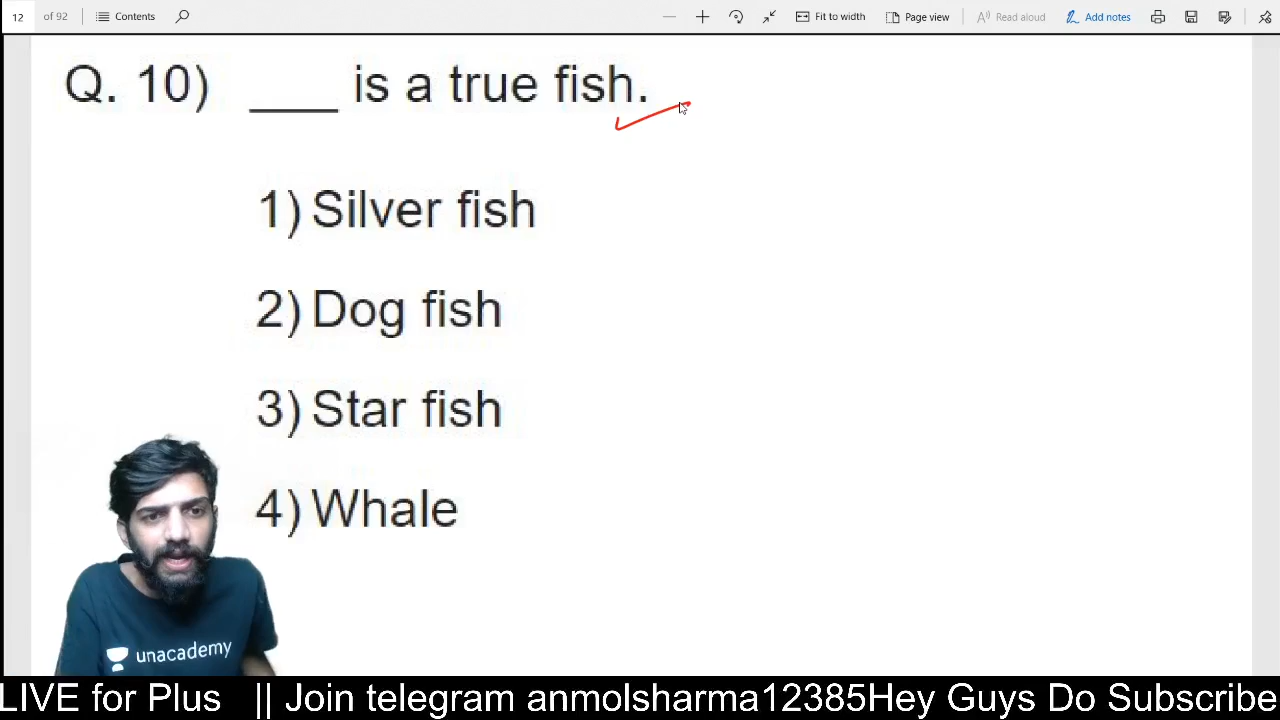 12 of 92 Contents Fit to width Page view Read aloud Add notes
Q. 10) ____ is a true fish.
1) Silver fish
2) Dog fish
3) Star fish
4) Whale
unacademy
LIVE for Plus || Join telegram anmolsharma12385Hey Guys Do Subscribe